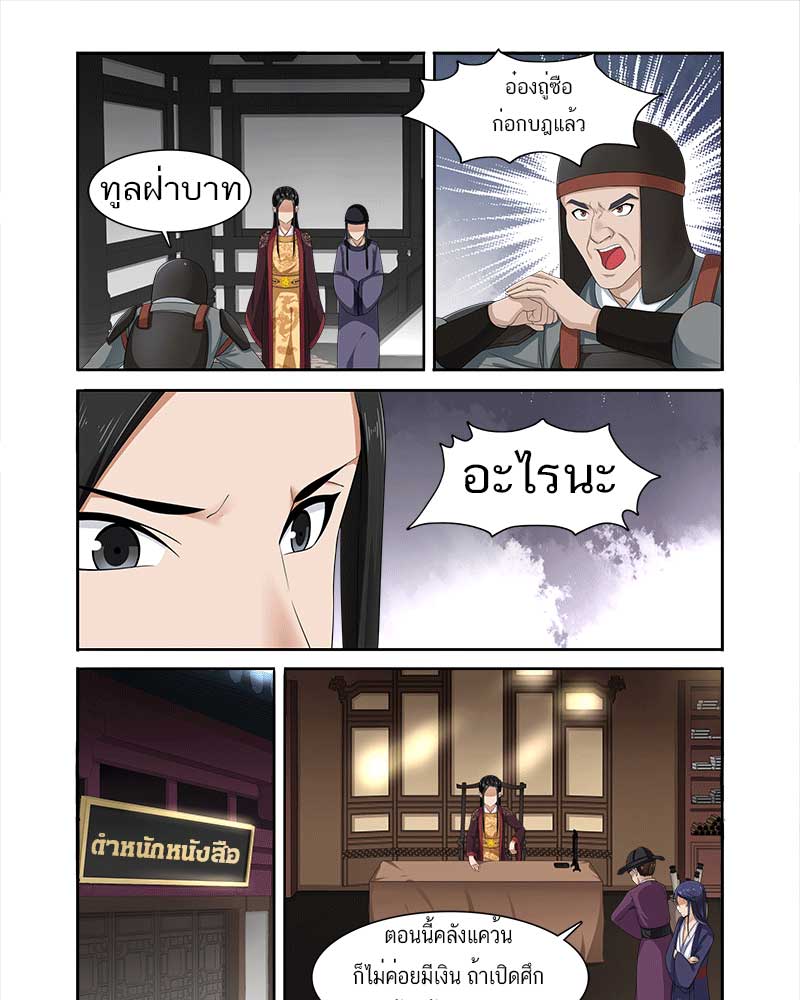 ทูลฝ่าบาท
อ๋องถู่ซือ
ก่อกบฎแล้ว
อะไรนะ
ตำหนักหนังสือ
ตอนนี้คลังแคว้น
ก็ไม่ค่อยมีเงิน ถ้าเปิดศึก